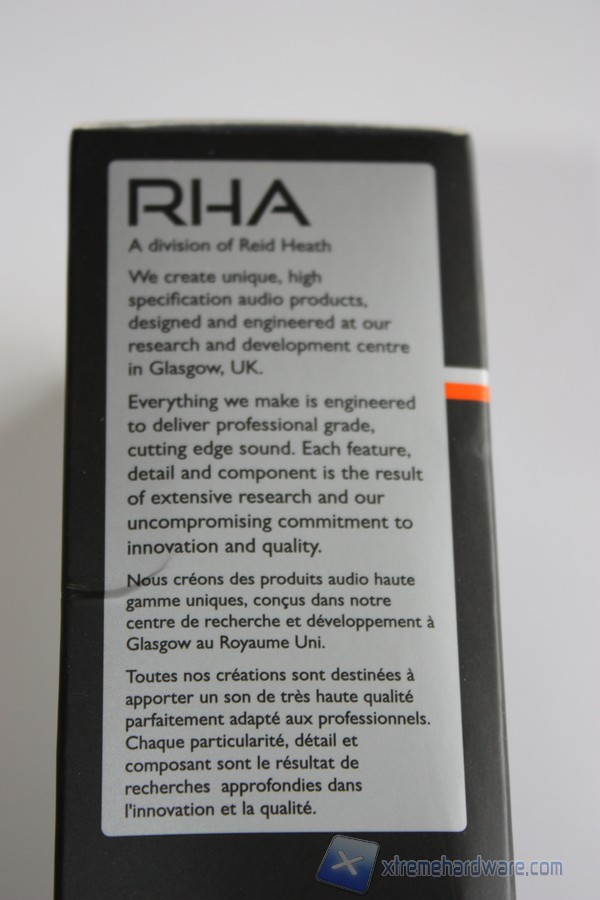 RHA
A division of Reid Heath
We create unique, high
specification audio products,
designed and engineered at our
research and development centre
in Glasgow, UK.
Everything we make is engineered
to deliver professional grade,
cutting edge sound. Each feature,
detail and component is the result
of extensive research and our
uncompromising commitment to
innovation and quality.
Nous créons des produits audio haute
gamme uniques, conçus dans notre
centre de recherche et développement à
Glasgow au Royaume Uni.
Toutes nos créations sont destinées à
apporter un son de très haute qualité
parfaitement adapté aux professionnels.
Chaque particularité, détail et
composant sont le résultat de
recherches approfondies dans
l'innovation et la qualité.
xtremehardware.com